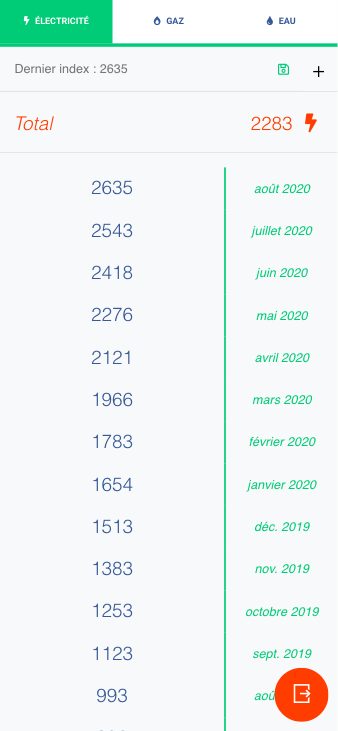 ÉLECTRICITÉ GAZ EAU
Dernier index : 2635
Total 2283
2635 août 2020
2543 juillet 2020
2418 juin 2020
2276 mai 2020
2121 avril 2020
1966 mars 2020
1783 février 2020
1654 janvier 2020
1513 déc. 2019
1383 nov. 2019
1253 octobre 2019
1123 sept. 2019
993